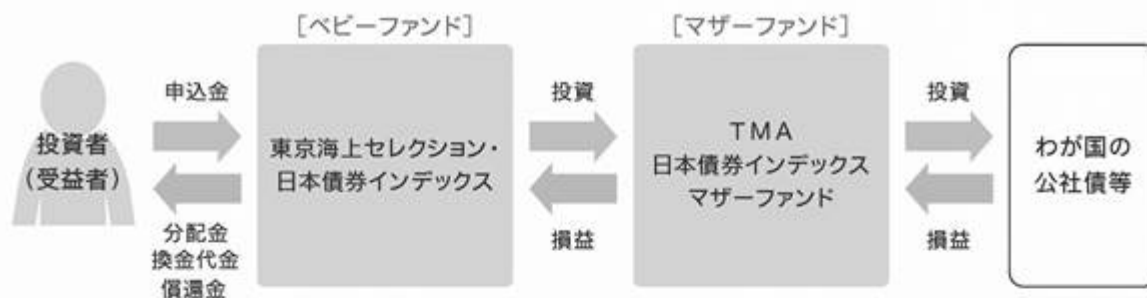 [ベビーファンド]
[マザーファンド]
投資者
(受益者)
申込金
分配金
換金代金
償還金
東京海上セレクション・
日本債券インデックス
投資
損益
TMA
日本債券インデックス
マザーファンド
投資
損益
わが国の
公社債等